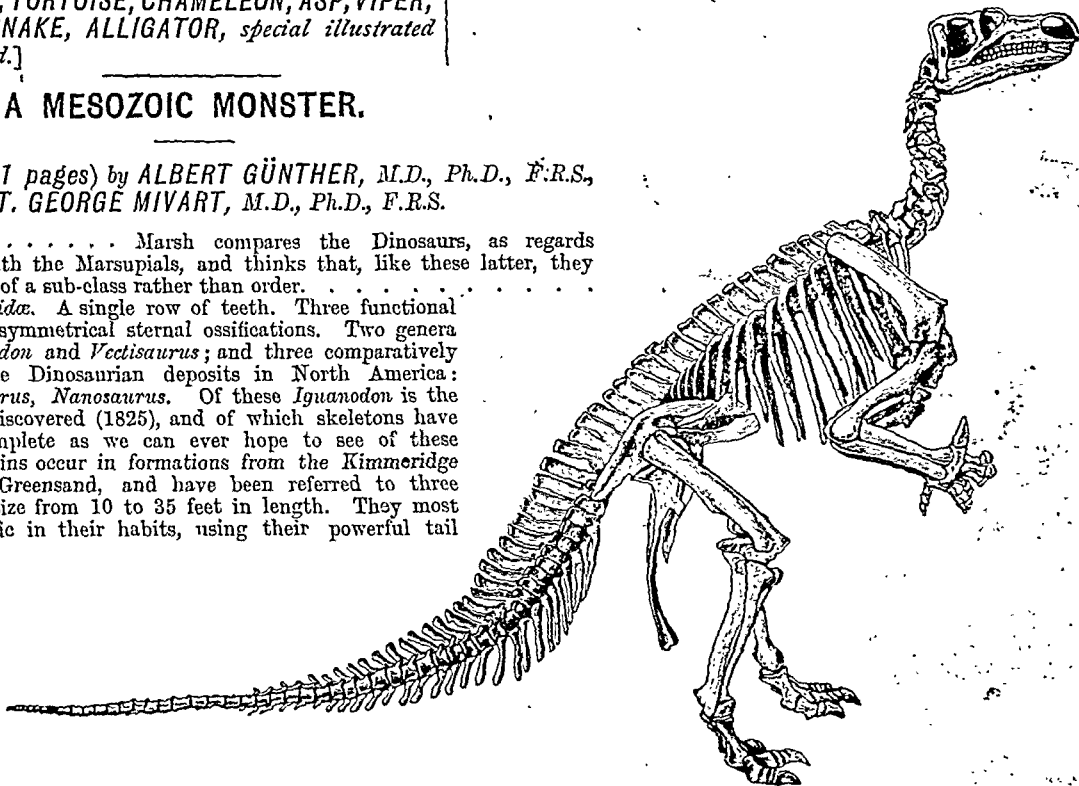 , TORTOISE, CHAMELEON, ASP, VIPER,
NAKE, ALLIGATOR, special illustrated
d.]
A MESOZOIC MONSTER.
1 pages) by ALBERT GÜNTHER, M.D., Ph.D., F.R.S.,
T. GEORGE MIVART, M.D., Ph.D., F.R.S.
. . . . . . Marsh compares the Dinosaurs, as regards
th the Marsupials, and thinks that, like these latter, they
of a sub-class rather than order. . . . . . . . . . .
idæ. A single row of teeth. Three functional
symmetrical sternal ossifications. Two genera
don and Vectisaurus; and three comparatively
e Dinosaurian deposits in North America:
rus, Nanosaurus. Of these Iguanodon is the
iscovered (1825), and of which skeletons have
mplete as we can ever hope to see of these
ins occur in formations from the Kimmeridge
Greensand, and have been referred to three
ize from 10 to 35 feet in length. They most
ic in their habits, using their powerful tail